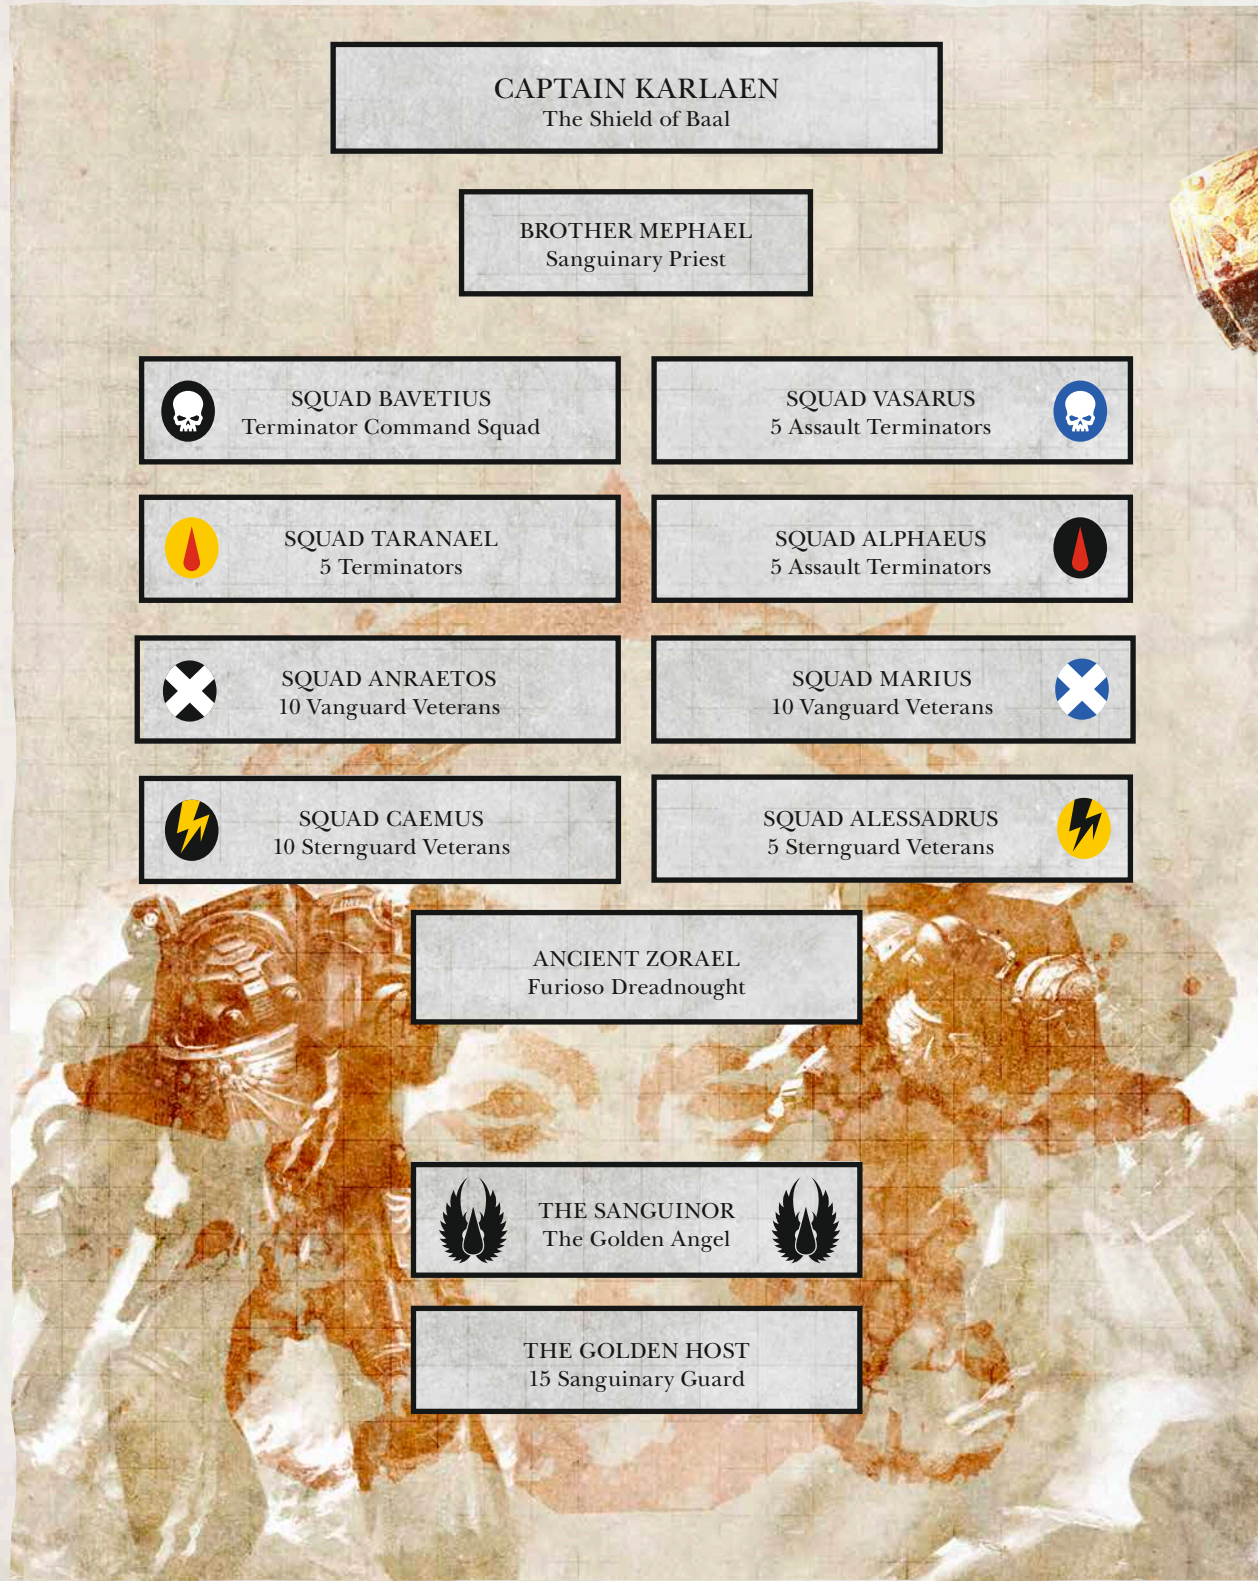 CAPTAIN KARLAEN
The Shield of Baal
BROTHER MEPHAEL
Sanguinary Priest
SQUAD BAVETIUS
Terminator Command Squad
SQUAD VASARUS
5 Assault Terminators
SQUAD TARANAEL
5 Terminators
SQUAD ALPHAEUS
5 Assault Terminators
SQUAD ANRAETOS
10 Vanguard Veterans
SQUAD MARIUS
10 Vanguard Veterans
SQUAD CAEMUS
10 Sternguard Veterans
SQUAD ALESSADRUS
5 Sternguard Veterans
ANCIENT ZORAEL
Furioso Dreadnought
THE SANGUINOR
The Golden Angel
THE GOLDEN HOST
15 Sanguinary Guard